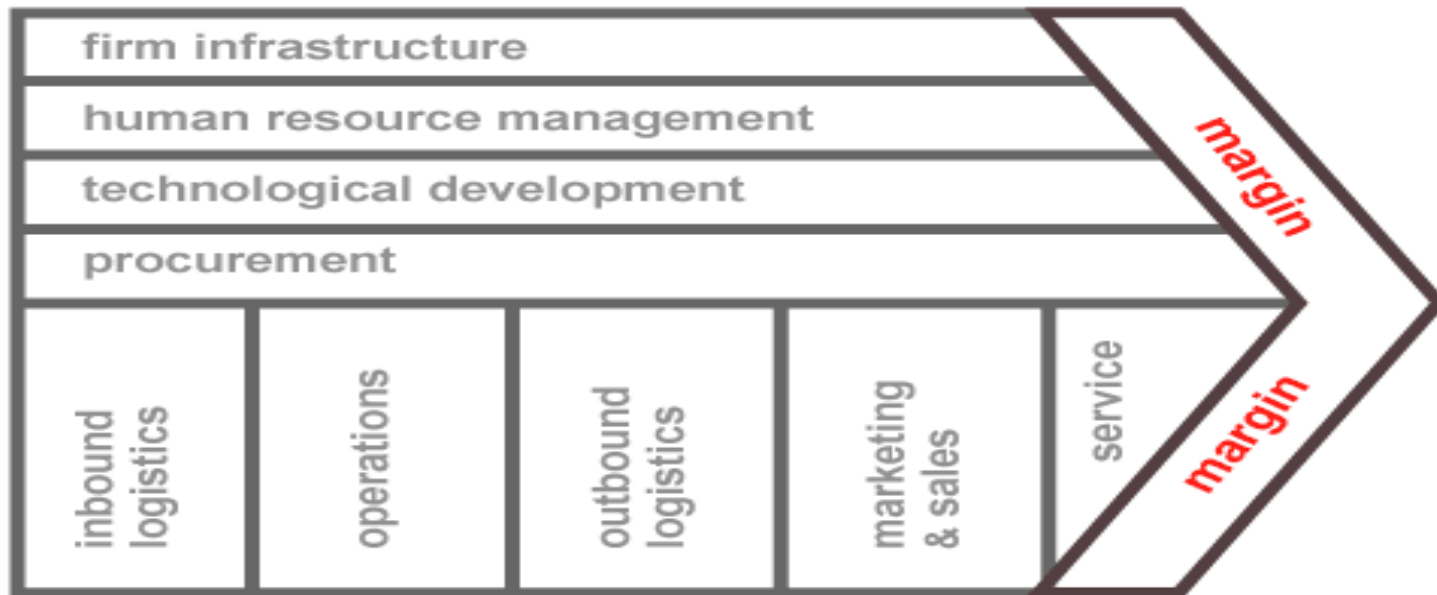 firm infrastructure
human resource management
technological development
procurement
inbound
logistics
operations
outbound
logistics
marketing
& sales
service
margin
margin